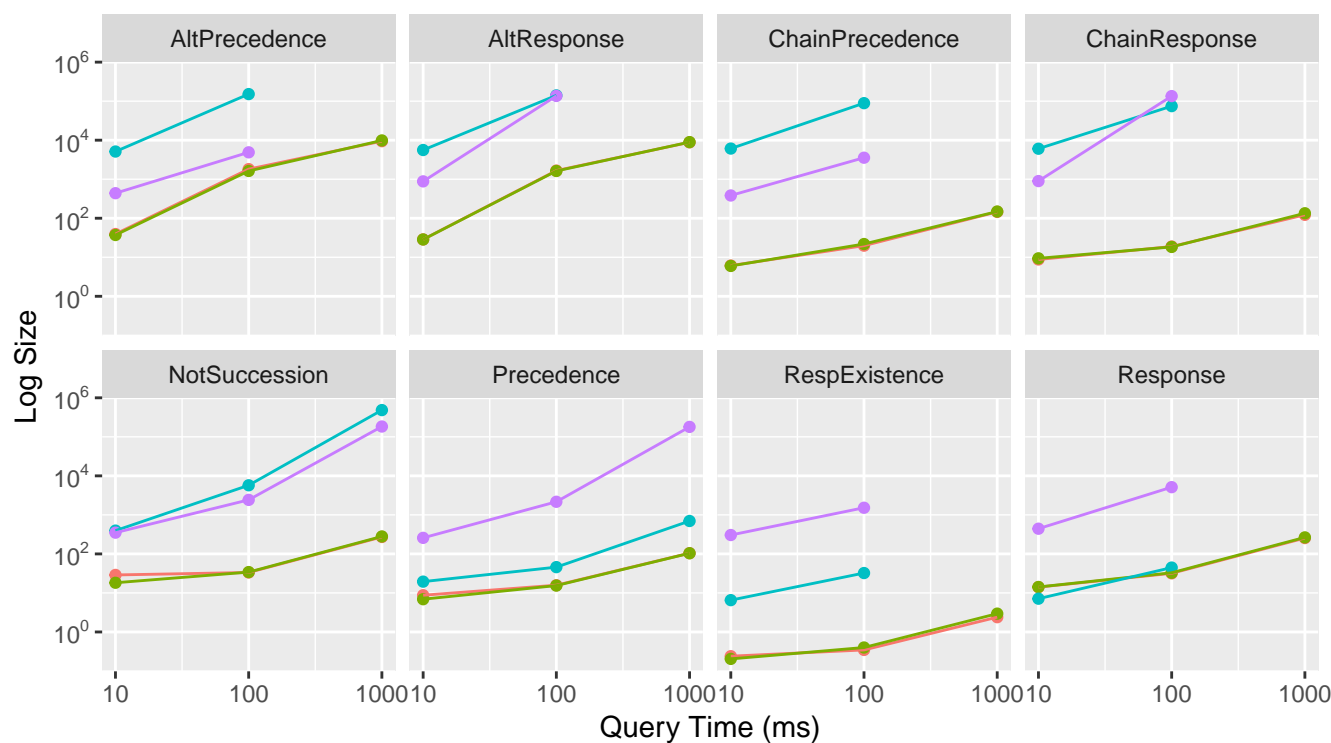 AltPrecedence AltResponse ChainPrecedence ChainResponse
10^6
10^4
10^2
10^0
Log Size
NotSuccession Precedence RespExistence Response
10^6
10^4
10^2
10^0
10 100 1000 10 100 1000 10 100 1000 10 100 1000
Query Time (ms)